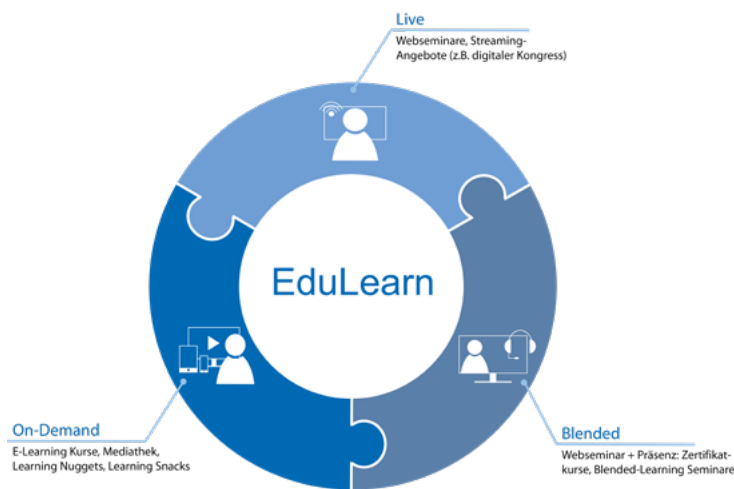 Live
Webseminare, Streaming-
Angebote (z.B. digitaler Kongress)
EduLearn
On-Demand
E-Learning Kurse, Mediathek,
Learning Nuggets, Learning Snacks
Blended
Webseminar + Präsenz: Zertifikat-
kurse, Blended-Learning Seminare